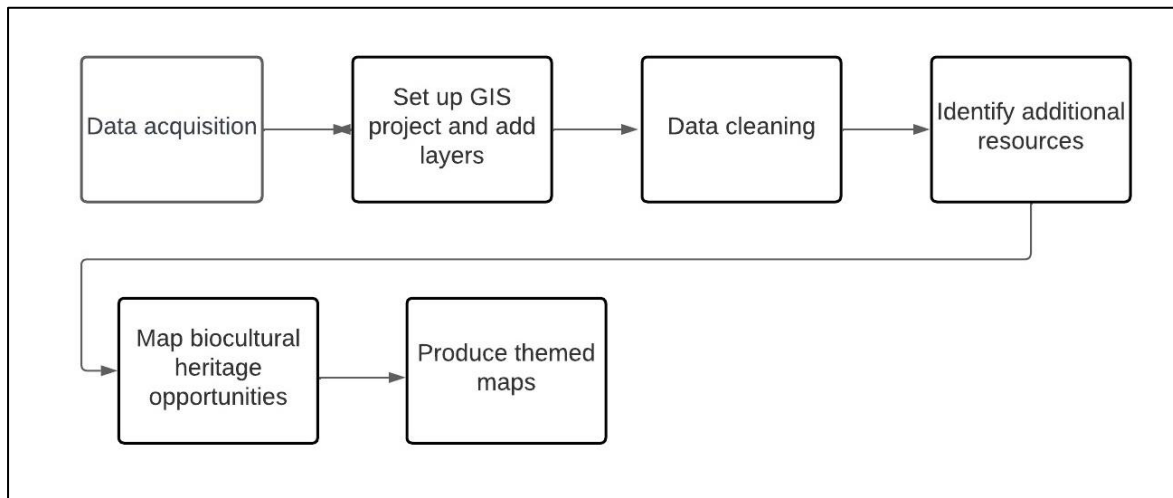 Data acquisition
Set up GIS
project and add
layers
Data cleaning
Identify additional
resources
Map biocultural
heritage
opportunities
Produce themed
maps